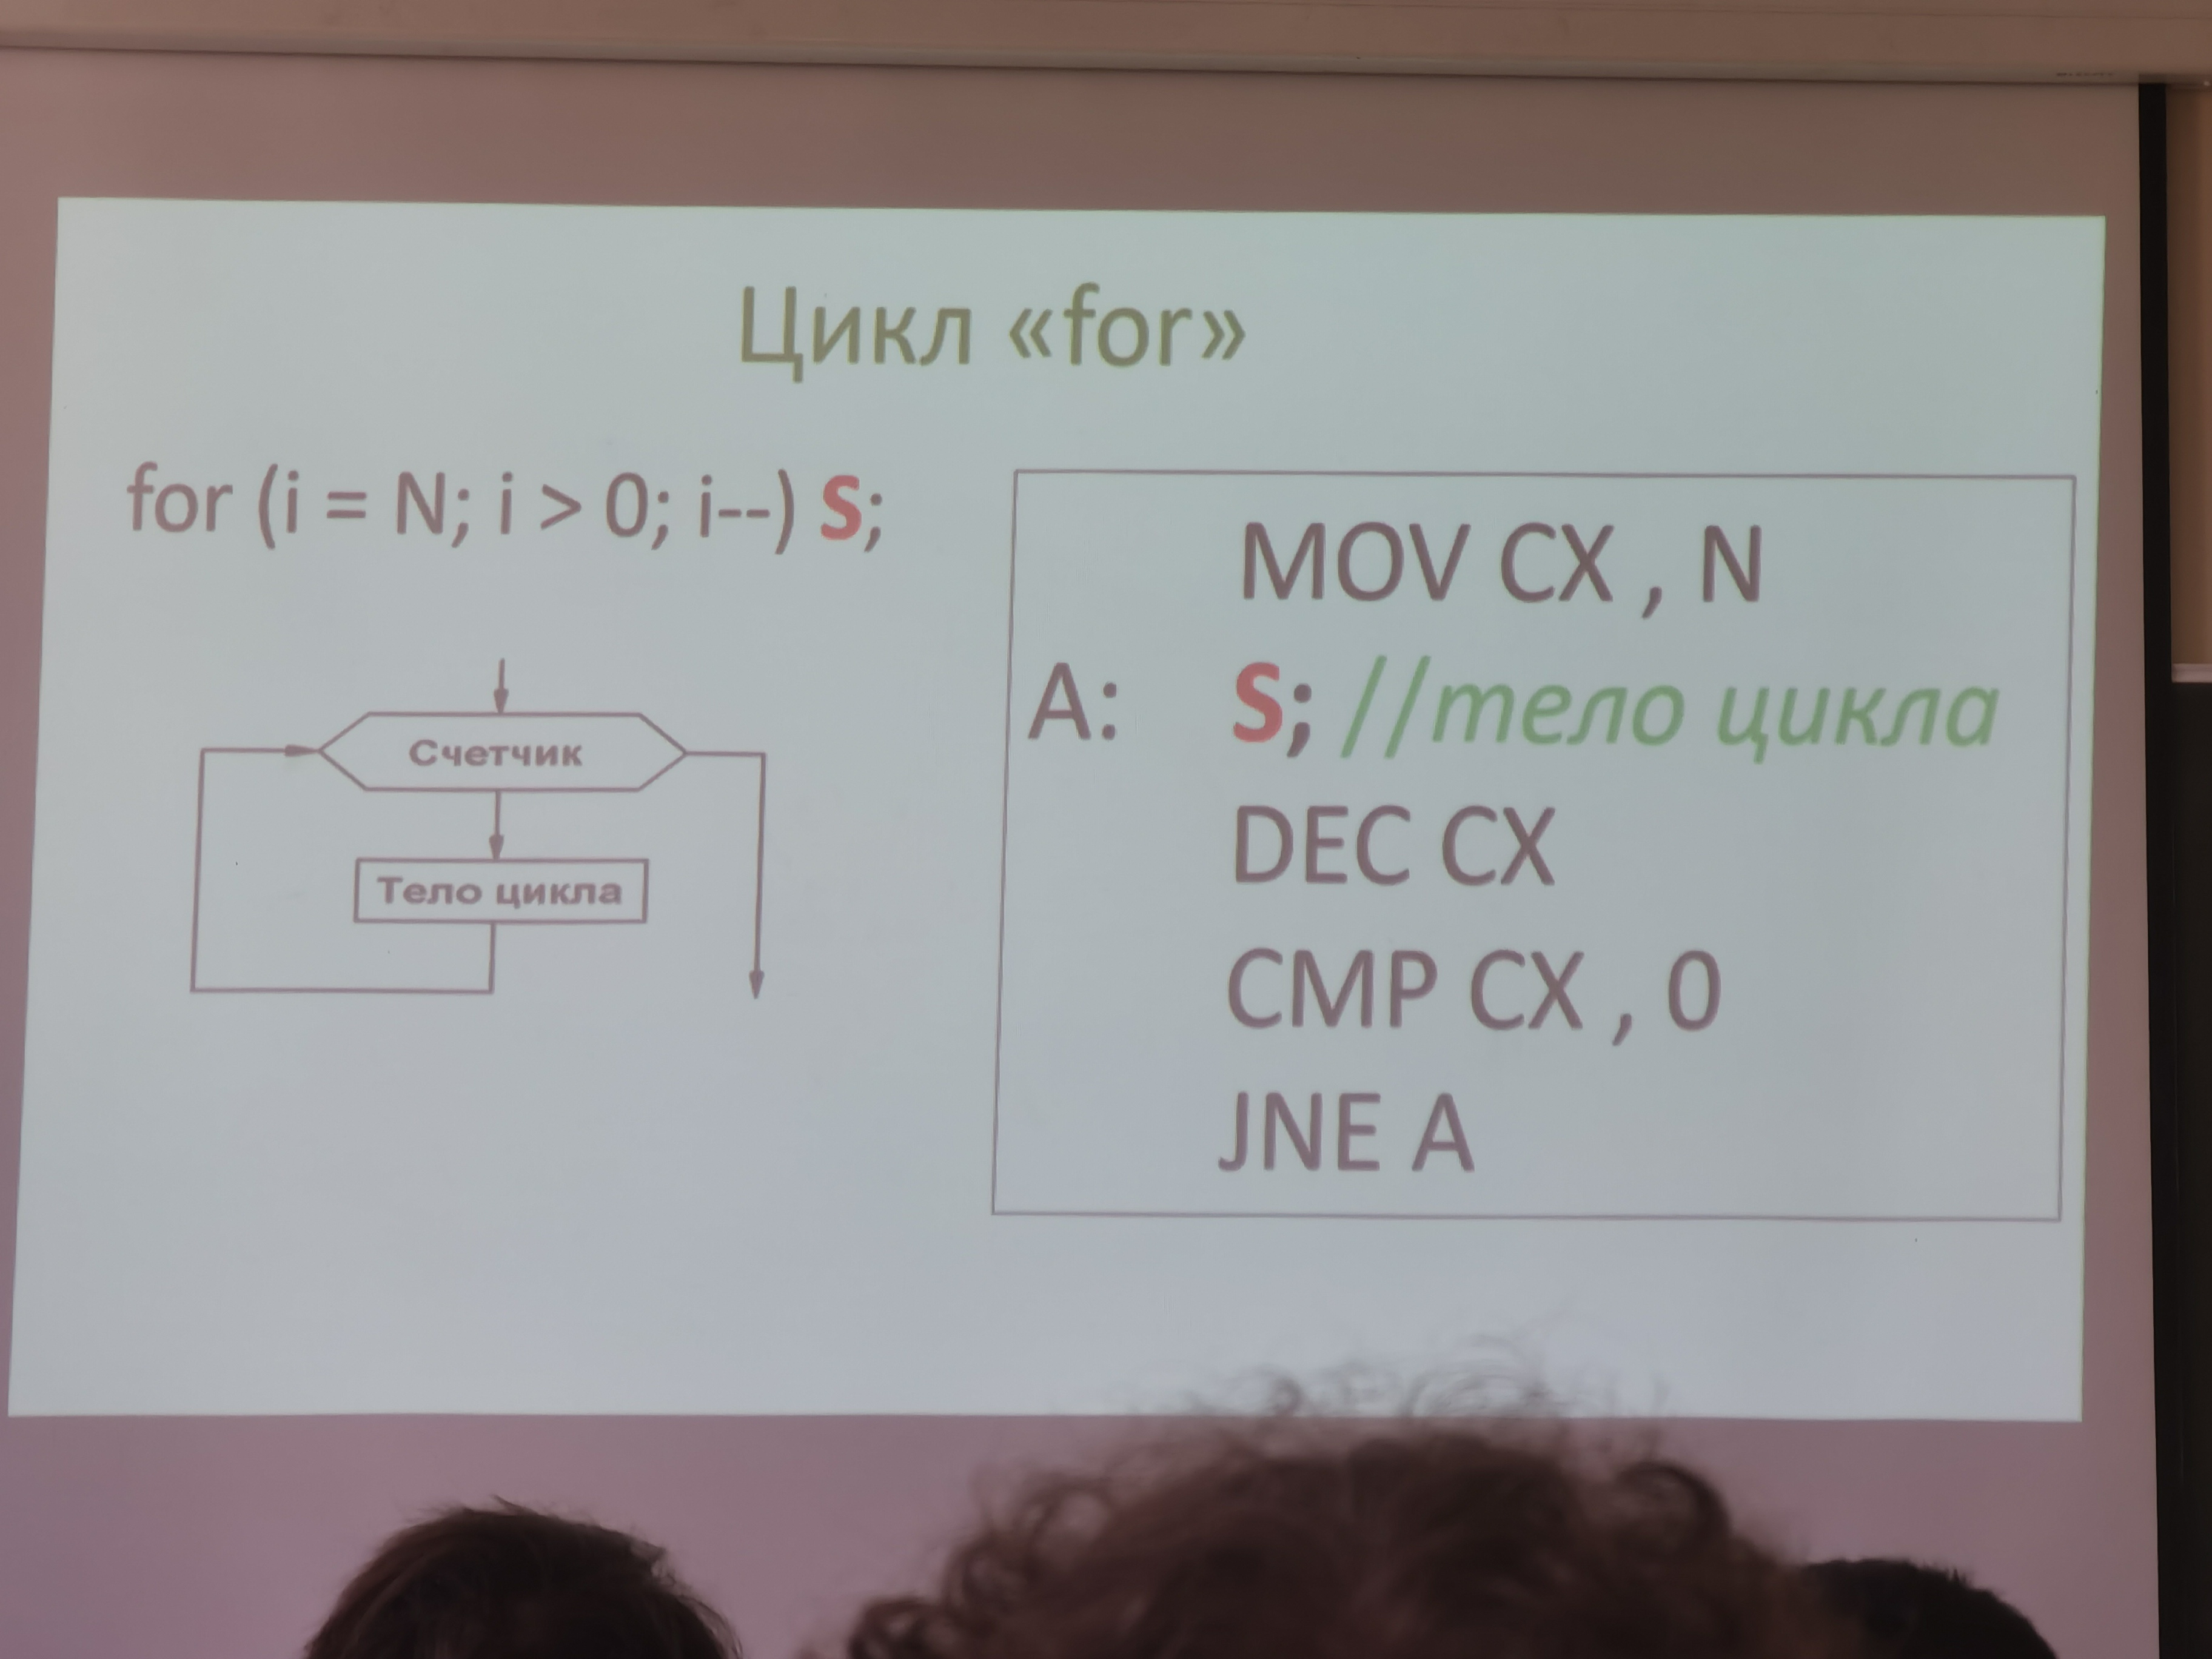 Цикл «for»
for (i = N; i > 0; i--) S;
Счетчик
Тело цикла
MOV CX , N
A: S; //тело цикла
DEC CX
CMP CX , 0
JNE A